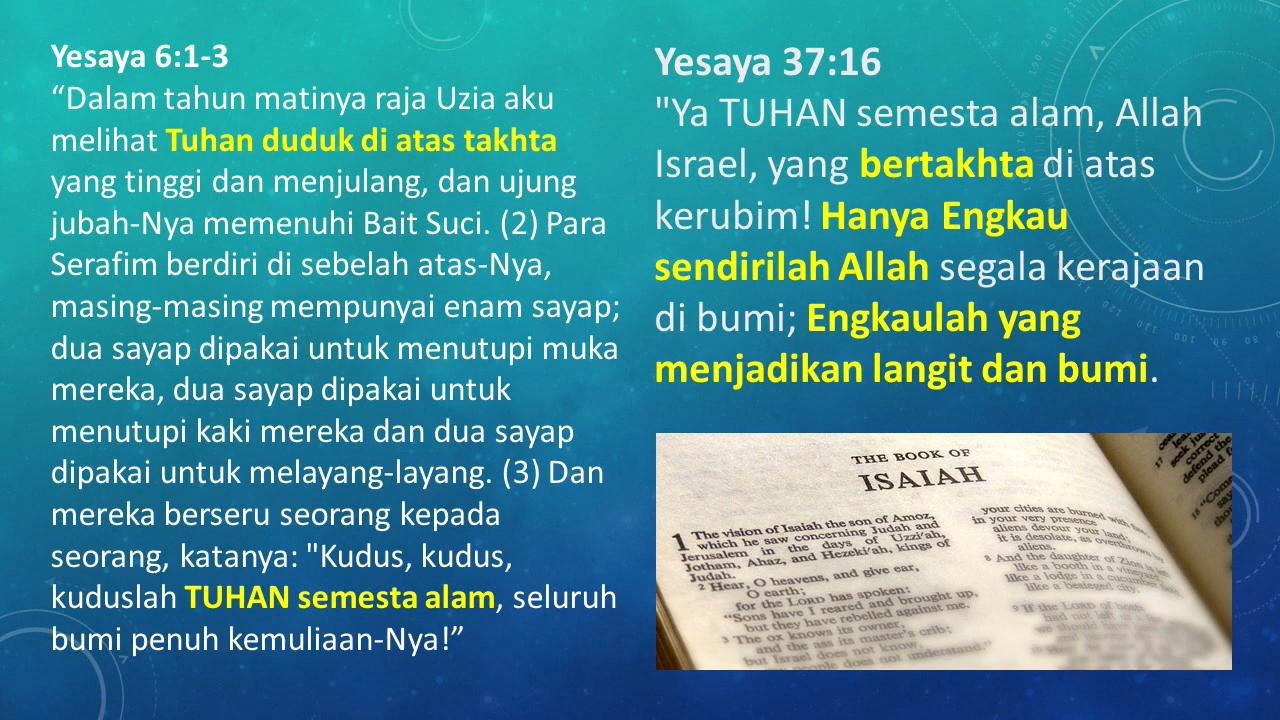 Yesaya 6:1-3
“Dalam tahun matinya raja Uzia aku
melihat Tuhan duduk di atas takhta
yang tinggi dan menjulang, dan ujung
jubah-Nya memenuhi Bait Suci. (2) Para
Serafim berdiri di sebelah atas-Nya,
masing-masing mempunyai enam sayap;
dua sayap dipakai untuk menutupi muka
mereka, dua sayap dipakai untuk
menutupi kaki mereka dan dua sayap
dipakai untuk melayang-layang. (3) Dan
mereka berseru seorang kepada
seorang, katanya: "Kudus, kudus,
kuduslah TUHAN semesta alam, seluruh
bumi penuh kemuliaan-Nya!”
Yesaya 37:16
"Ya TUHAN semesta alam, Allah
Israel, yang bertakhta di atas
kerubim! Hanya Engkau
sendirilah Allah segala kerajaan
di bumi; Engkaulah yang
menjadikan langit dan bumi.
THE BOOK OF
ISAIAH
1 The vision of Isaiah the son of Amoz,
which he saw concerning Judah and
Jerusalem in the days of Uzzi'ah,
Jotham, Ahaz, and Hezeki'ah, kings of
Judah.
2 Hear, O heavens, and give ear,
O earth;
for the LORD has spoken:
“Sons have I reared and brought up,
but they have rebelled against me.
3 The ox knows its owner,
and the ass its master's crib;
but Israel does not know,
my people does not understand."
your cities are burned with
in your very presence
aliens devour your land;
it is desolate, as overthrown by
aliens.
8 And the daughter of Zion is left
like a booth in a vineyard,
like a lodge in a cucumber
like a besieged city.
9 If the LORD of hosts
had not left us